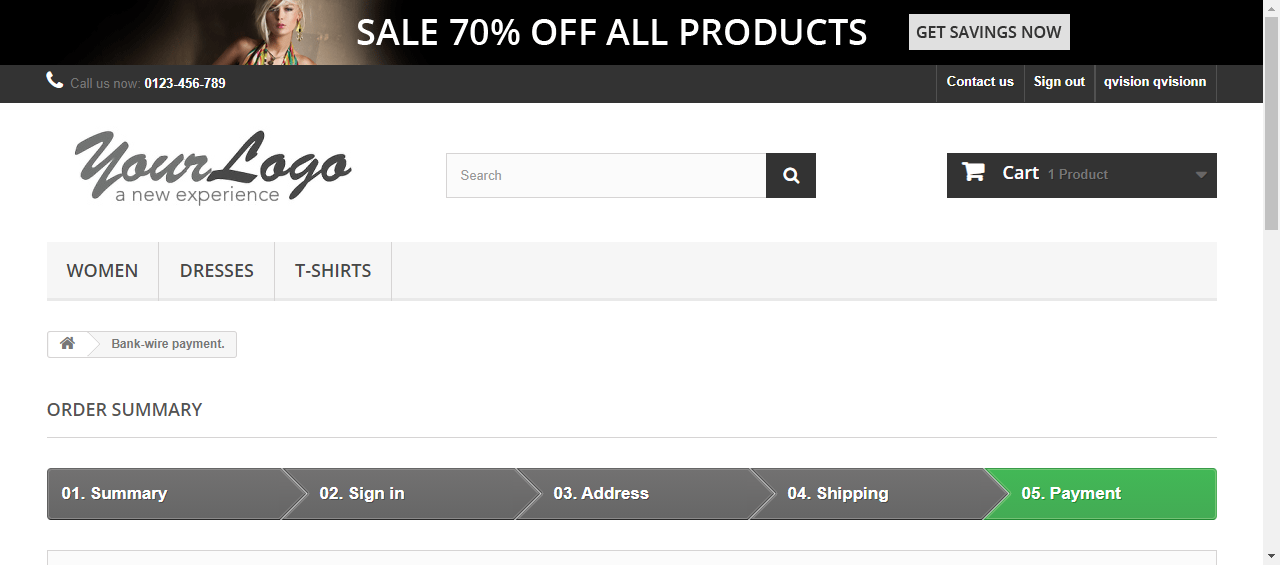 SALE 70% OFF ALL PRODUCTS GET SAVINGS NOW
Call us now: 0123-456-789 Contact us Sign out qvision qvisionn
YourLogo
a new experience
Search Cart 1 Product
WOMEN DRESSES T-SHIRTS
Bank-wire payment.
ORDER SUMMARY
01. Summary 02. Sign in 03. Address 04. Shipping 05. Payment